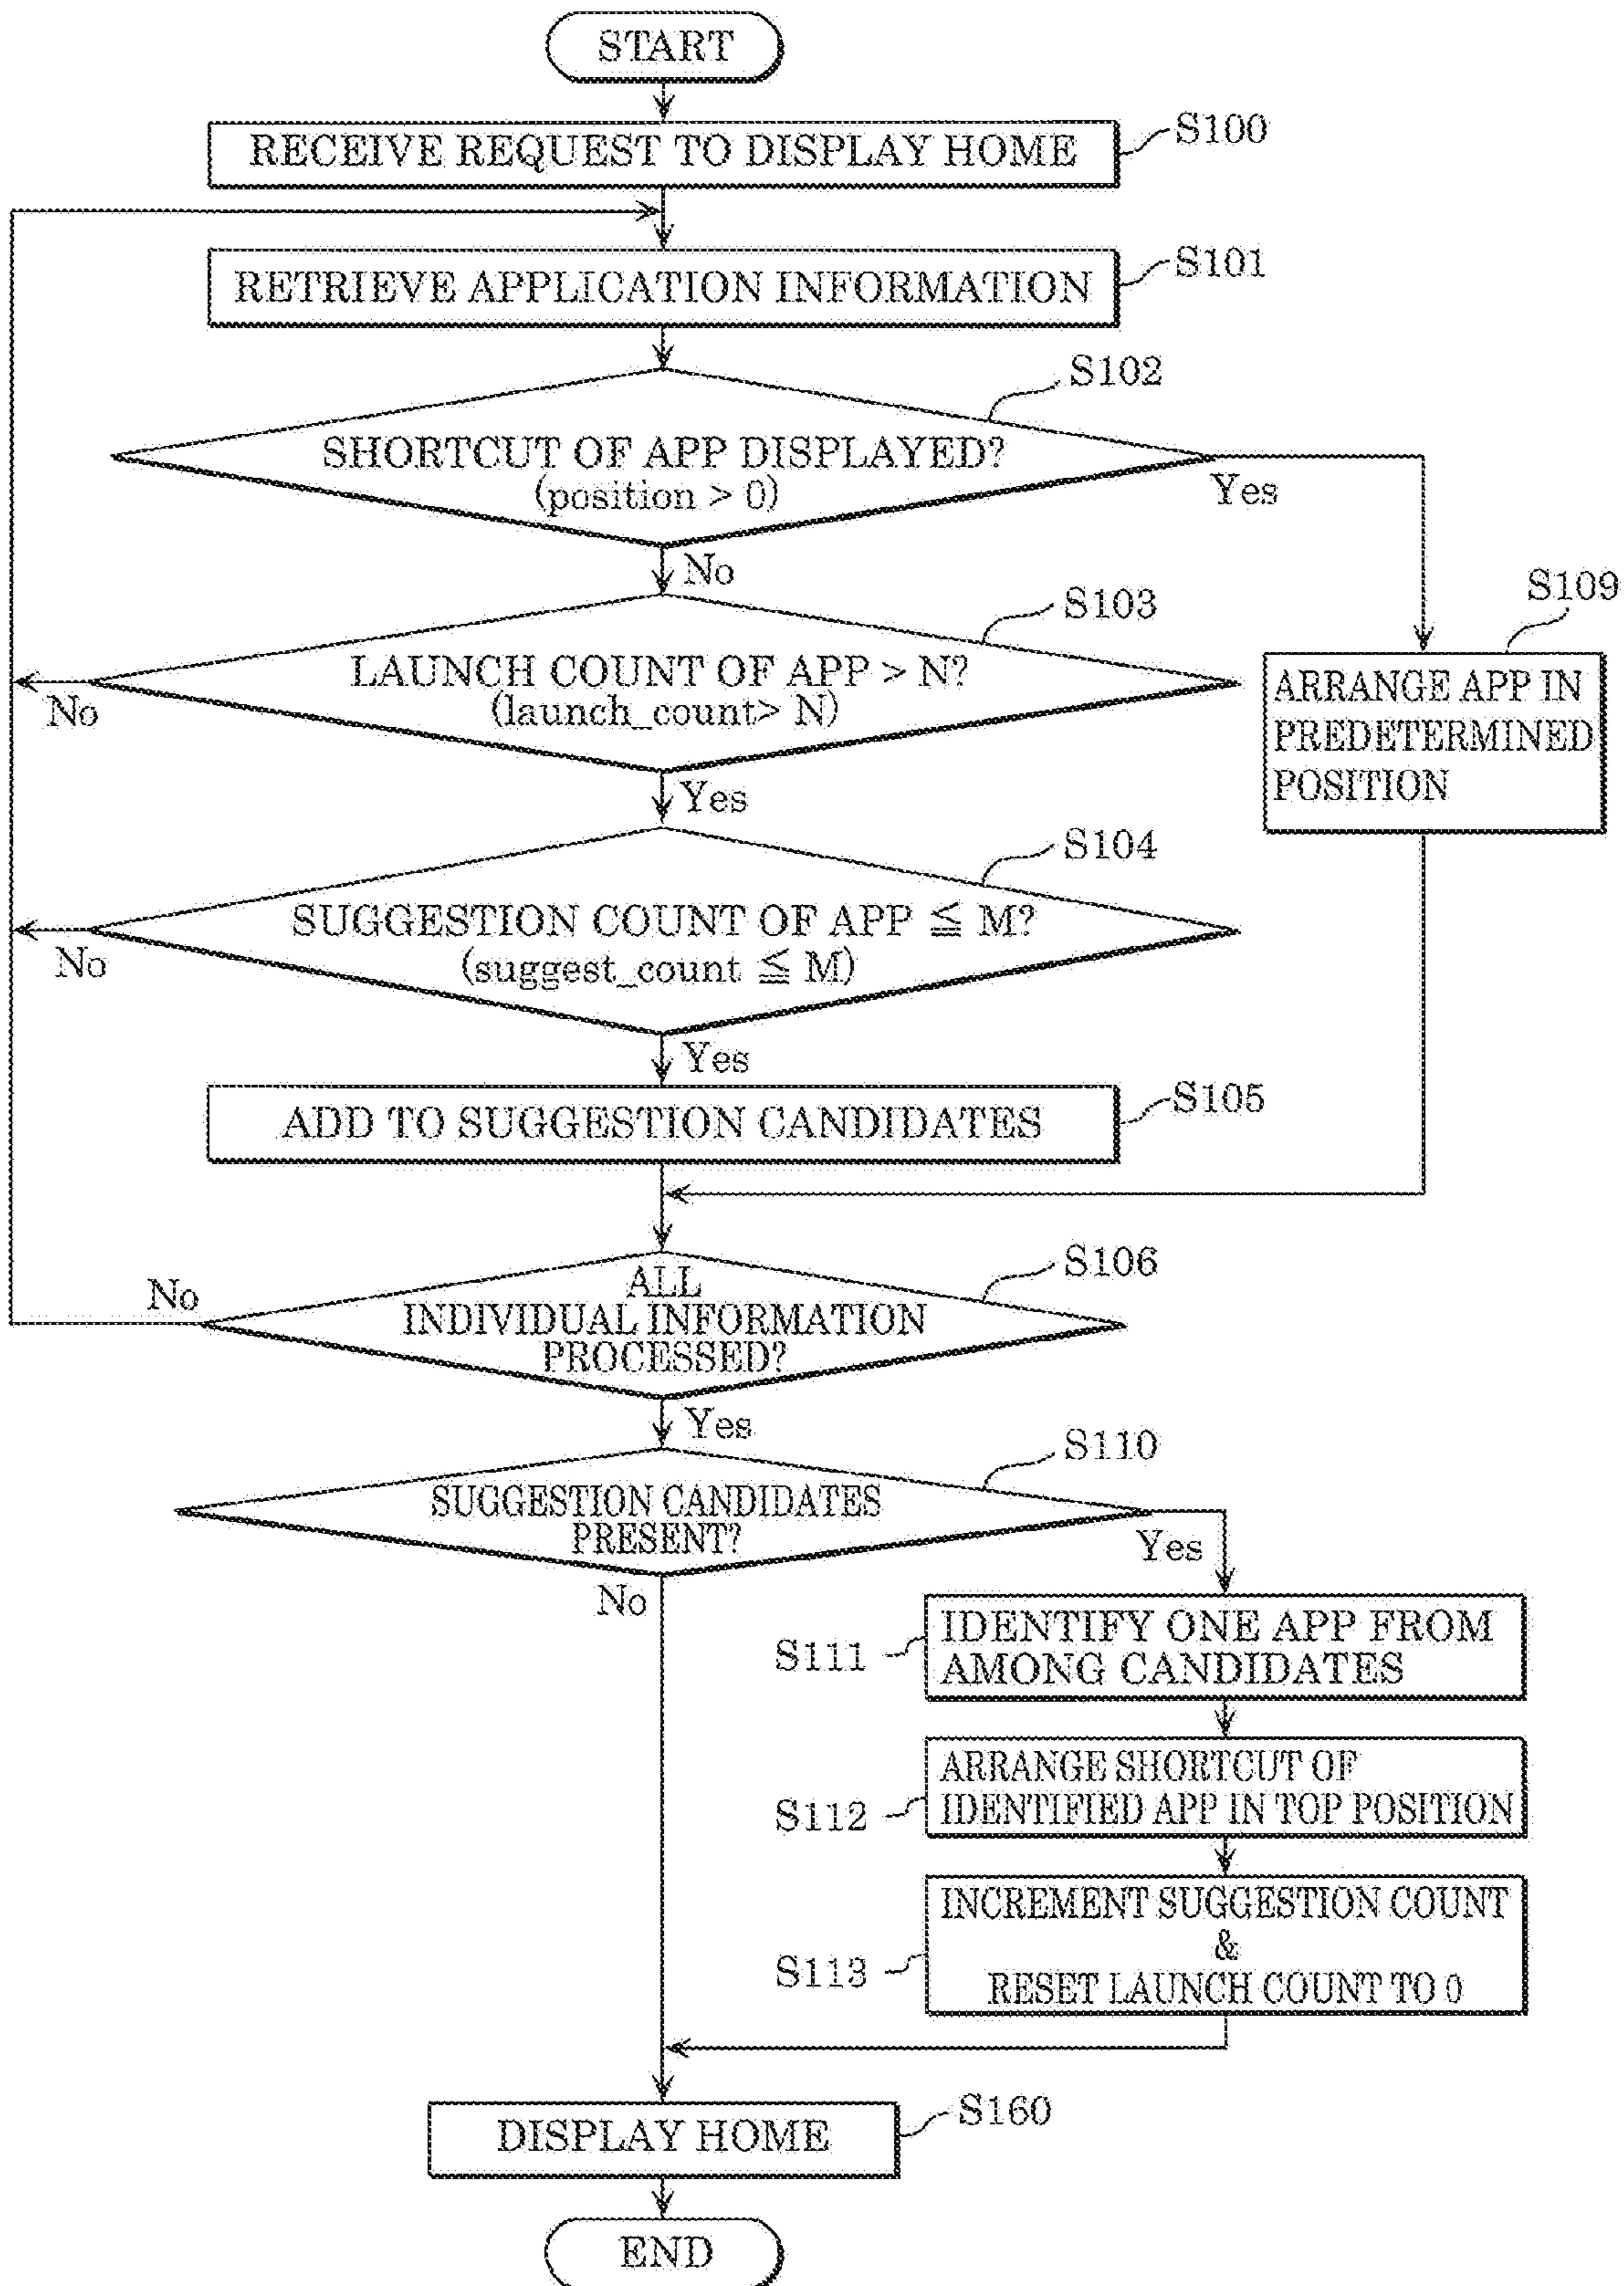 START
RECEIVE REQUEST TO DISPLAY HOME
S100
RETRIEVE APPLICATION INFORMATION
S101
S102
SHORTCUT OF APP DISPLAYED?
(position > 0)
Yes
No
S103
S109
LAUNCH COUNT OF APP > N?
(launch_count> N)
No
ARRANGE APP IN
PREDETERMINED
POSITION
Yes
S104
SUGGESTION COUNT OF APP ≦ M?
(suggest_count ≦ M)
No
Yes
ADD TO SUGGESTION CANDIDATES
S105
S106
No
ALL
INDIVIDUAL INFORMATION
PROCESSED?
Yes
S110
SUGGESTION CANDIDATES
PRESENT?
Yes
No
S111
IDENTIFY ONE APP FROM
AMONG CANDIDATES
S112
ARRANGE SHORTCUT OF
IDENTIFIED APP IN TOP POSITION
S113
INCREMENT SUGGESTION COUNT
&
RESET LAUNCH COUNT TO 0
S160
DISPLAY HOME
END